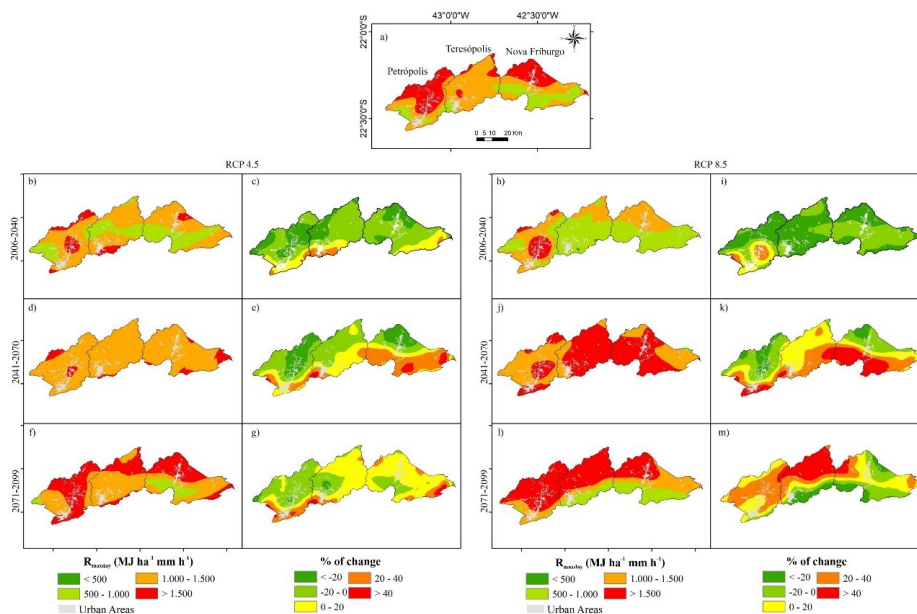 43°0'0"W 42°30'0"W
22°0'0"S
a)
Teresópolis Nova Friburgo
Petrópolis
22°30'0"S
0 5 10 20 Km
RCP 4.5 RCP 8.5
b) c) h) i)
2006-2040 2006-2040
d) e) j) k)
2041-2070 2041-2070
f) g) l) m)
2071-2099 2071-2099
Rmaxday (MJ ha⁻¹ mm h⁻¹) % of change Rmaxday (MJ ha⁻¹ mm h⁻¹) % of change
< 500 1.000 - 1.500 < -20 20 - 40 < 500 1.000 - 1.500 < -20 20 - 40
500 - 1.000 > 1.500 -20 - 0 > 40 500 - 1.000 > 1.500 -20 - 0 > 40
Urban Areas 0 - 20 Urban Areas 0 - 20